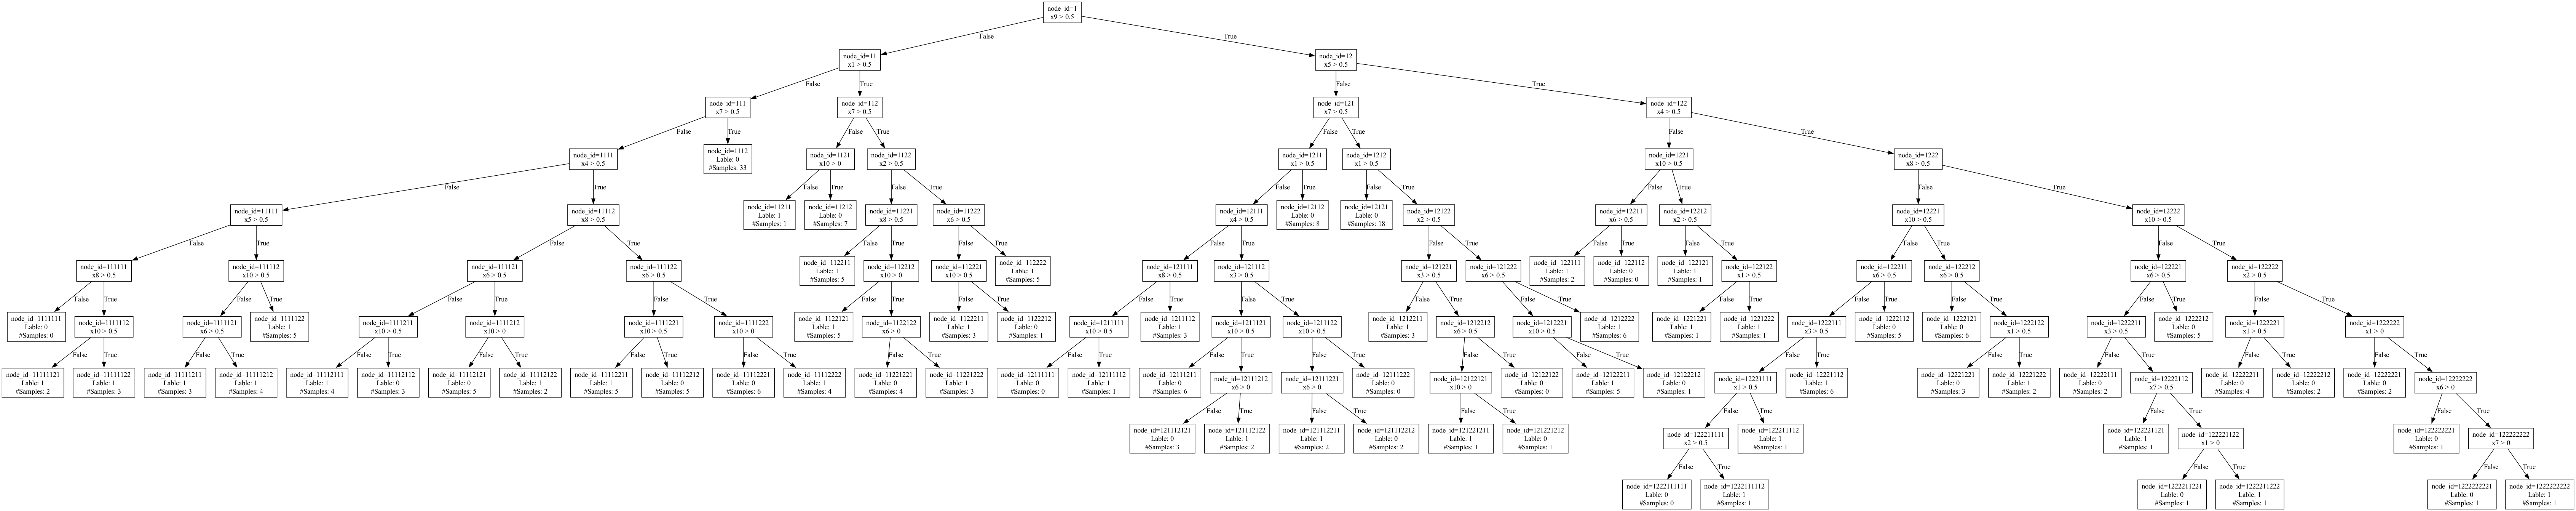 node_id=1
x9 > 0.5
False
True
node_id=11
x1 > 0.5
node_id=12
x5 > 0.5
False
True
False
True
node_id=111
x7 > 0.5
node_id=112
x7 > 0.5
node_id=121
x7 > 0.5
node_id=122
x4 > 0.5
False
True
False
True
False
True
False
True
node_id=1111
x4 > 0.5
node_id=1112
Lable: 0
#Samples: 33
node_id=1121
x10 > 0
node_id=1122
x2 > 0.5
node_id=1211
x1 > 0.5
node_id=1212
x1 > 0.5
node_id=1221
x10 > 0.5
node_id=1222
x8 > 0.5
False
True
False
True
False
True
False
True
False
True
False
True
False
True
node_id=11111
x5 > 0.5
node_id=11112
x8 > 0.5
node_id=11211
Lable: 1
#Samples: 1
node_id=11212
Lable: 0
#Samples: 7
node_id=11221
x8 > 0.5
node_id=11222
x6 > 0.5
node_id=12111
x4 > 0.5
node_id=12112
Lable: 0
#Samples: 8
node_id=12121
Lable: 0
#Samples: 18
node_id=12122
x2 > 0.5
node_id=12211
x6 > 0.5
node_id=12212
x2 > 0.5
node_id=12221
x10 > 0.5
node_id=12222
x10 > 0.5
False
True
False
True
False
True
False
True
False
True
False
True
False
True
False
True
False
True
False
True
node_id=111111
x8 > 0.5
node_id=111112
x10 > 0.5
node_id=111121
x6 > 0.5
node_id=111122
x6 > 0.5
node_id=112211
Lable: 1
#Samples: 5
node_id=112212
x10 > 0
node_id=112221
x10 > 0.5
node_id=112222
Lable: 1
#Samples: 5
node_id=121111
x8 > 0.5
node_id=121112
x3 > 0.5
node_id=121221
x3 > 0.5
node_id=121222
x6 > 0.5
node_id=122111
Lable: 1
#Samples: 2
node_id=122112
Lable: 0
#Samples: 0
node_id=122121
Lable: 1
#Samples: 1
node_id=122122
x1 > 0.5
node_id=122211
x6 > 0.5
node_id=122212
x6 > 0.5
node_id=122221
x6 > 0.5
node_id=122222
x2 > 0.5
False
True
False
True
False
True
False
True
False
True
False
True
False
True
False
True
False
True
False
True
False
True
False
True
False
True
False
True
False
True
node_id=1111111
Lable: 0
#Samples: 0
node_id=1111112
x10 > 0.5
node_id=1111121
x6 > 0.5
node_id=1111122
Lable: 1
#Samples: 5
node_id=1111211
x10 > 0.5
node_id=1111212
x10 > 0
node_id=1111221
x10 > 0.5
node_id=1111222
x10 > 0
node_id=1122121
Lable: 1
#Samples: 5
node_id=1122122
x6 > 0
node_id=1122211
Lable: 1
#Samples: 3
node_id=1122212
Lable: 0
#Samples: 1
node_id=1211111
x10 > 0.5
node_id=1211112
Lable: 1
#Samples: 3
node_id=1211121
x6 > 0.5
node_id=1211122
x10 > 0.5
node_id=1212211
Lable: 1
#Samples: 3
node_id=1212212
x6 > 0.5
node_id=1212221
x10 > 0.5
node_id=1212222
Lable: 1
#Samples: 6
node_id=1221221
Lable: 1
#Samples: 1
node_id=1221222
Lable: 1
#Samples: 1
node_id=1222111
x3 > 0.5
node_id=1222112
Lable: 0
#Samples: 5
node_id=1222121
Lable: 0
#Samples: 6
node_id=1222122
x1 > 0.5
node_id=1222211
x3 > 0.5
node_id=1222212
Lable: 0
#Samples: 5
node_id=1222221
x1 > 0.5
node_id=1222222
x1 > 0
False
True
False
True
False
True
False
True
False
True
False
True
False
True
False
True
False
True
False
True
False
True
False
True
False
True
False
True
False
True
False
True
False
True
node_id=11111121
Lable: 1
#Samples: 2
node_id=11111122
Lable: 1
#Samples: 3
node_id=11111211
Lable: 1
#Samples: 3
node_id=11111212
Lable: 1
#Samples: 4
node_id=11112111
Lable: 1
#Samples: 4
node_id=11112112
Lable: 0
#Samples: 3
node_id=11112121
Lable: 0
#Samples: 5
node_id=11112122
Lable: 1
#Samples: 2
node_id=11112211
Lable: 1
#Samples: 5
node_id=11112212
Lable: 0
#Samples: 5
node_id=11112221
Lable: 0
#Samples: 6
node_id=11112222
Lable: 1
#Samples: 4
node_id=11221221
Lable: 0
#Samples: 4
node_id=11221222
Lable: 1
#Samples: 3
node_id=12111111
Lable: 0
#Samples: 0
node_id=12111112
Lable: 1
#Samples: 1
node_id=12111211
Lable: 0
#Samples: 6
node_id=12111212
x6 > 0
node_id=12111221
x6 > 0
node_id=12111222
Lable: 0
#Samples: 0
node_id=12122121
x10 > 0
node_id=12122122
Lable: 0
#Samples: 0
node_id=12122211
Lable: 1
#Samples: 5
node_id=12122212
Lable: 0
#Samples: 1
node_id=12221111
x1 > 0.5
node_id=12221112
Lable: 1
#Samples: 6
node_id=12221221
Lable: 0
#Samples: 3
node_id=12221222
Lable: 1
#Samples: 2
node_id=12222111
Lable: 0
#Samples: 2
node_id=12222112
x7 > 0.5
node_id=12222211
Lable: 0
#Samples: 4
node_id=12222212
Lable: 0
#Samples: 2
node_id=12222221
Lable: 0
#Samples: 2
node_id=12222222
x6 > 0
False
True
False
True
False
True
False
True
False
True
False
True
node_id=121112121
Lable: 0
#Samples: 3
node_id=121112122
Lable: 1
#Samples: 2
node_id=121112211
Lable: 1
#Samples: 2
node_id=121112212
Lable: 0
#Samples: 2
node_id=121221211
Lable: 1
#Samples: 1
node_id=121221212
Lable: 0
#Samples: 1
node_id=122211111
x2 > 0.5
node_id=122211112
Lable: 1
#Samples: 1
node_id=122221121
Lable: 1
#Samples: 1
node_id=122221122
x1 > 0
node_id=122222221
Lable: 0
#Samples: 1
node_id=122222222
x7 > 0
False
True
False
True
False
True
node_id=1222111111
Lable: 0
#Samples: 0
node_id=1222111112
Lable: 1
#Samples: 1
node_id=1222211221
Lable: 0
#Samples: 1
node_id=1222211222
Lable: 1
#Samples: 1
node_id=1222222221
Lable: 0
#Samples: 1
node_id=1222222222
Lable: 1
#Samples: 1